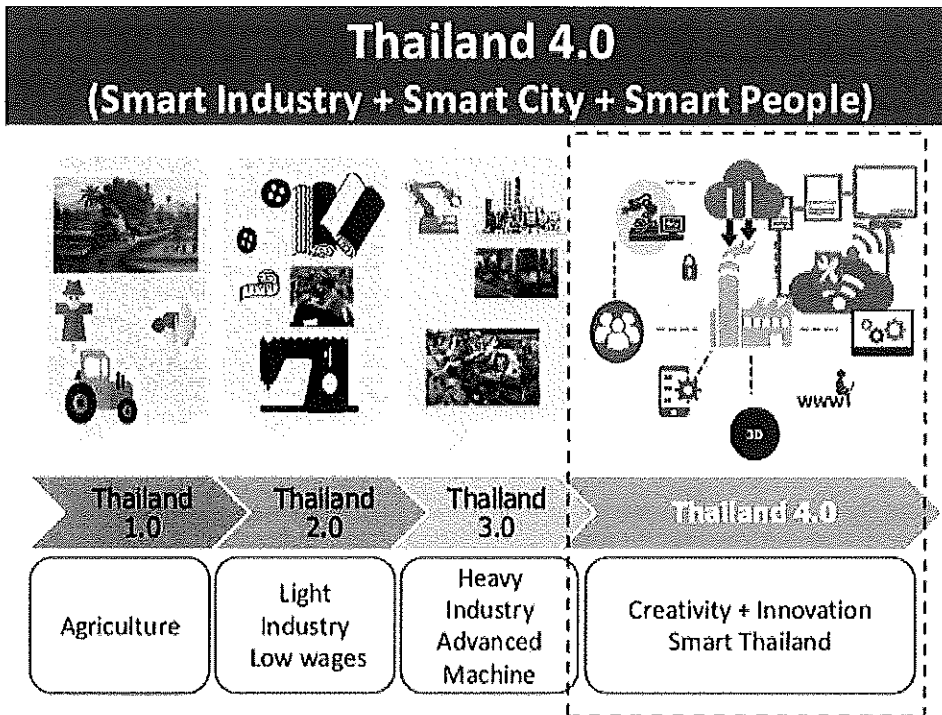 Thailand 4.0
(Smart Industry + Smart City + Smart People)
3D
Thailand
1.0
Thailand
2.0
Thailand
3.0
Thailand 4.0
Agriculture
Light
Industry
Low wages
Heavy
Industry
Advanced
Machine
Creativity + Innovation
Smart Thailand